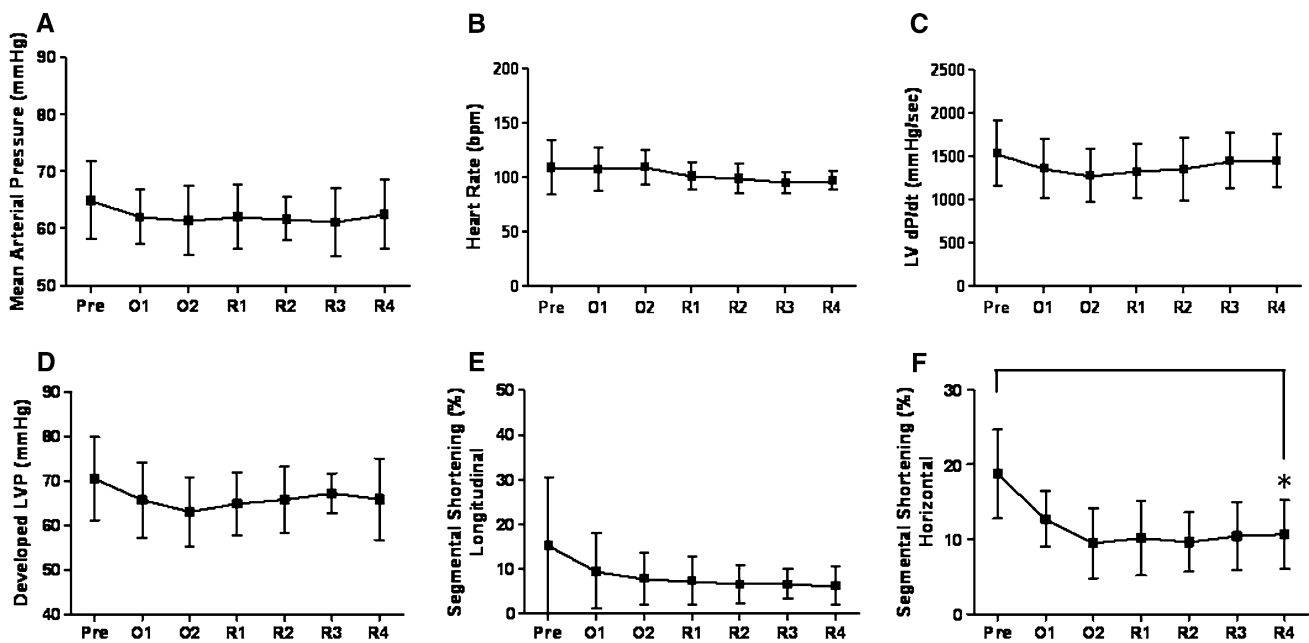 A
Mean Arterial Pressure (mmHg)
90
80
70
60
50
Pre O1 O2 R1 R2 R3 R4
B
Heart Rate (bpm)
200
150
100
50
0
Pre O1 O2 R1 R2 R3 R4
C
LV dP/dt (mmHg/sec)
2500
2000
1500
1000
500
0
Pre O1 O2 R1 R2 R3 R4
D
Developed LVP (mmHg)
90
80
70
60
50
40
Pre O1 O2 R1 R2 R3 R4
E
Segmental Shortening (%)
Longitudinal
50
40
30
20
10
0
Pre O1 O2 R1 R2 R3 R4
F
Segmental Shortening (%)
Horizontal
30
20
10
0
*
Pre O1 O2 R1 R2 R3 R4